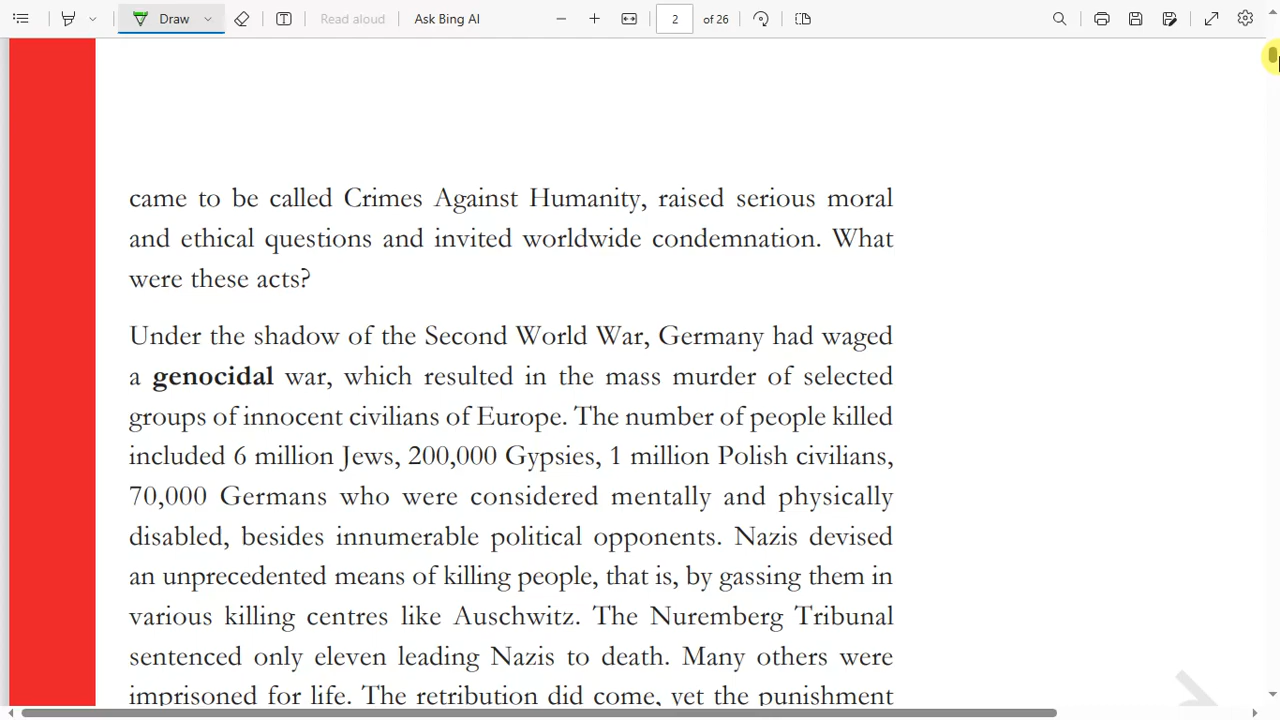 Draw
Read aloud
Ask Bing AI
2
of 26
came to be called Crimes Against Humanity, raised serious moral
and ethical questions and invited worldwide condemnation. What
were these acts?
Under the shadow of the Second World War, Germany had waged
a genocidal war, which resulted in the mass murder of selected
groups of innocent civilians of Europe. The number of people killed
included 6 million Jews, 200,000 Gypsies, 1 million Polish civilians,
70,000 Germans who were considered mentally and physically
disabled, besides innumerable political opponents. Nazis devised
an unprecedented means of killing people, that is, by gassing them in
various killing centres like Auschwitz. The Nuremberg Tribunal
sentenced only eleven leading Nazis to death. Many others were
imprisoned for life. The retribution did come, yet the punishment